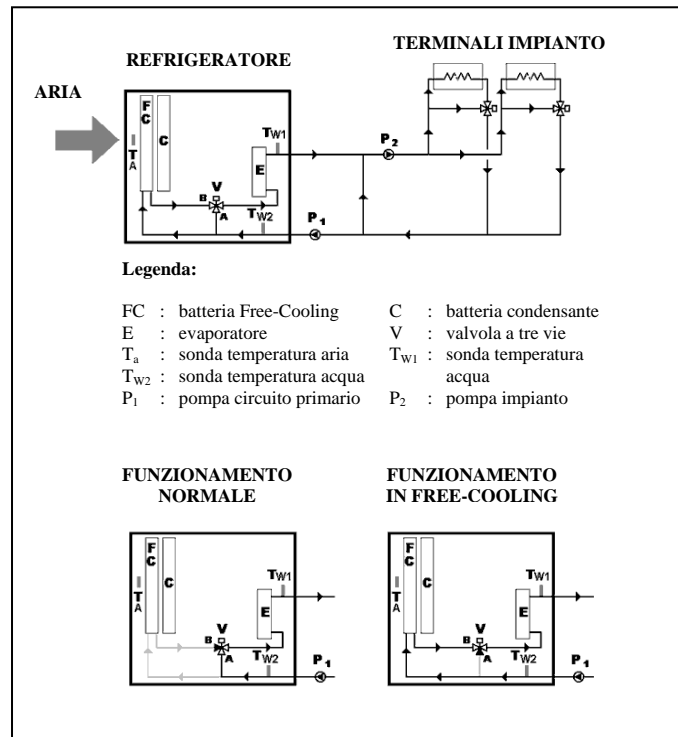 TERMINALI IMPIANTO
REFRIGERATORE
ARIA
FC
C
TA
TW1
E
V
B
A
TW2
P1
P2
Legenda:
FC : batteria Free-Cooling C : batteria condensante
E : evaporatore V : valvola a tre vie
Ta : sonda temperatura aria TW1 : sonda temperatura
TW2 : sonda temperatura acqua acqua
P1 : pompa circuito primario P2 : pompa impianto
FUNZIONAMENTO
NORMALE
FUNZIONAMENTO
IN FREE-COOLING
FC
C
TA
TW1
E
V
B
A
TW2
P1
FC
C
TA
TW1
E
V
B
A
TW2
P1